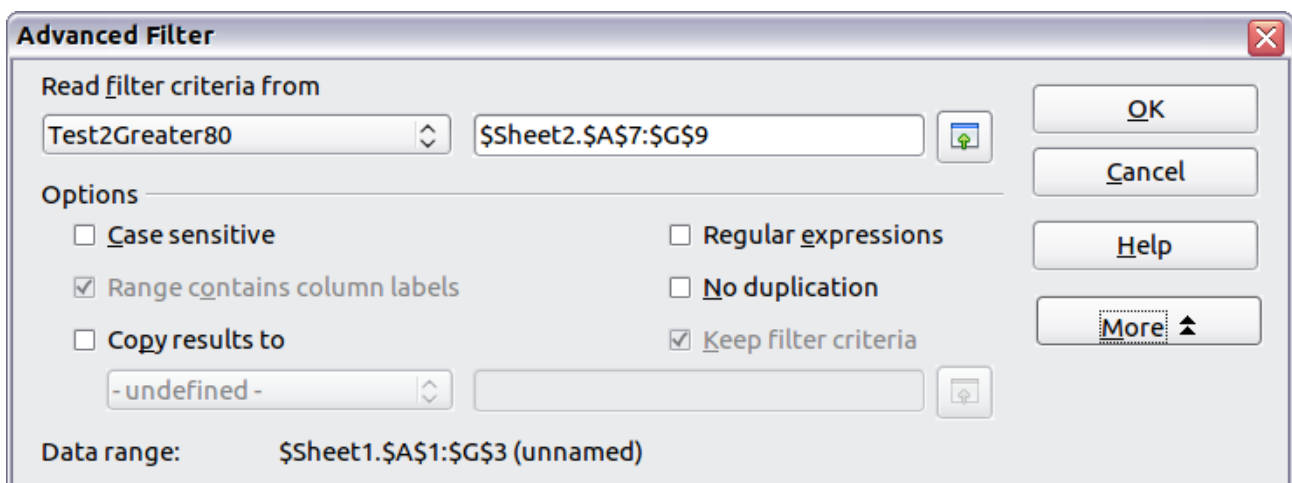 Advanced Filter
Read filter criteria from
Test2Greater80 $Sheet2.$A$7:$G$9
OK
Cancel
Options
Case sensitive Regular expressions
Help
Range contains column labels No duplication
More
Copy results to Keep filter criteria
- undefined -
Data range: $Sheet1.$A$1:$G$3 (unnamed)